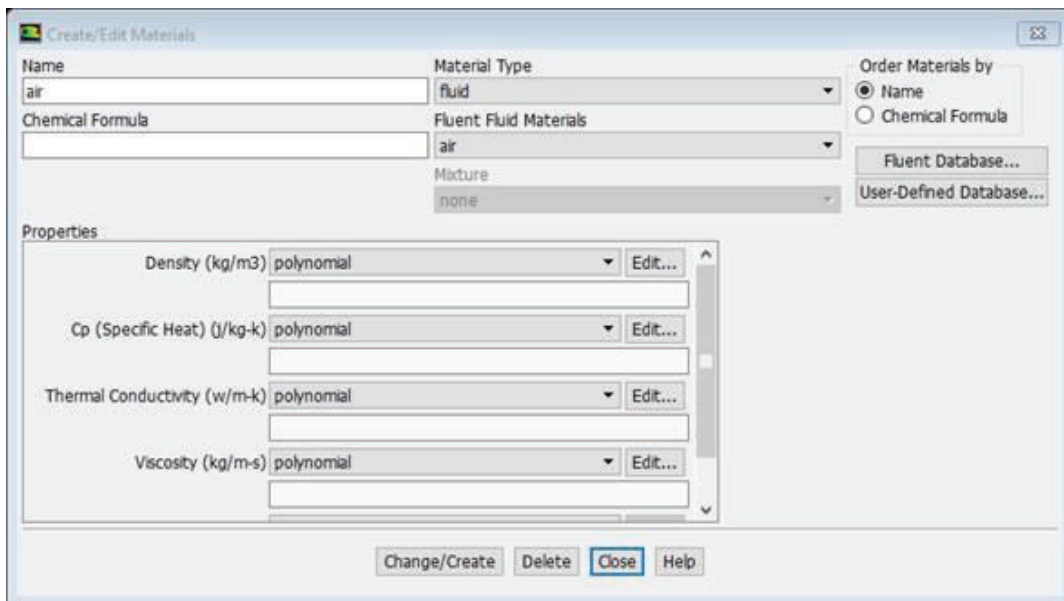 Create/Edit Materials
Name
Material Type
Order Materials by
air
fluid
Name
Chemical Formula
Fluent Fluid Materials
Chemical Formula
air
Fluent Database...
Mixture
none
User-Defined Database...
Properties
Density (kg/m3) polynomial Edit...
Cp (Specific Heat) (j/kg-k) polynomial Edit...
Thermal Conductivity (w/m-k) polynomial Edit...
Viscosity (kg/m-s) polynomial Edit...
Change/Create Delete Close Help